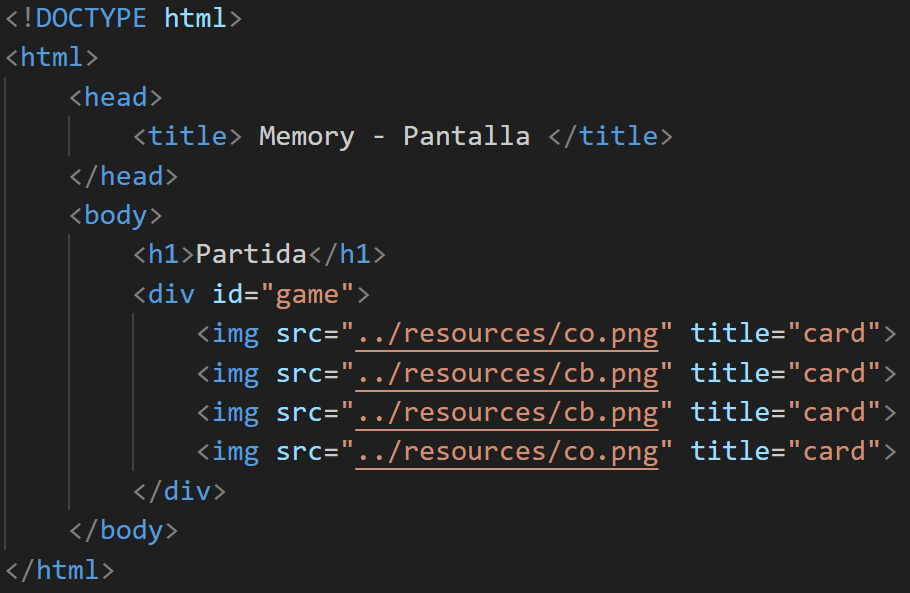 <!DOCTYPE html>
<html>
    <head>
        <title> Memory - Pantalla </title>
    </head>
    <body>
        <h1>Partida</h1>
        <div id="game">
            <img src="../resources/co.png" title="card">
            <img src="../resources/cb.png" title="card">
            <img src="../resources/cb.png" title="card">
            <img src="../resources/co.png" title="card">
        </div>
    </body>
</html>